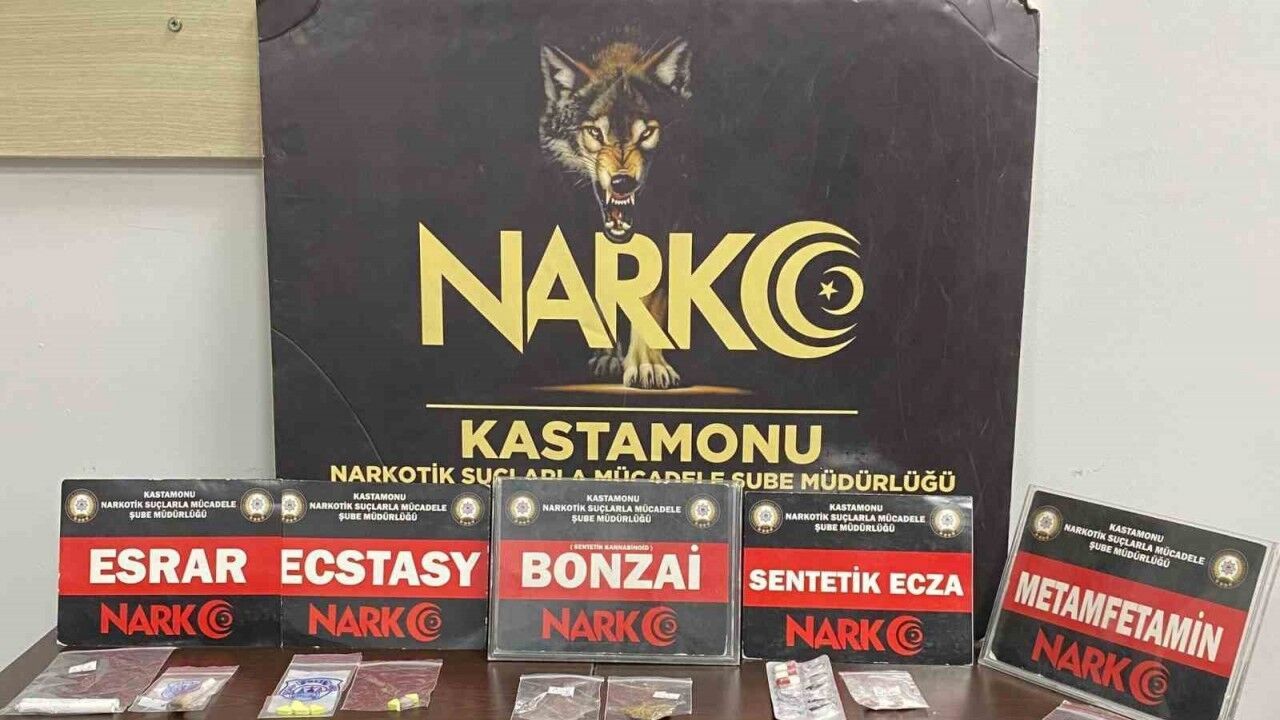 NARKO
KASTAMONU
NARKOTİK SUÇLARLA MÜCADELE ŞUBE MÜDÜRLÜĞÜ
KASTAMONU
NARKOTİK SUÇLARLA MÜCADELE
ŞUBE MÜDÜRLÜĞÜ
ESRAR
NARKO
KASTAMONU
NARKOTİK SUÇLARLA MÜCADELE
ŞUBE MÜDÜRLÜĞÜ
ECSTASY
NARKO
KASTAMONU
NARKOTİK SUÇLARLA MÜCADELE
ŞUBE MÜDÜRLÜĞÜ
( SENTETİK KANNABİNOİD )
BONZAİ
NARKO
KASTAMONU
NARKOTİK SUÇLARLA MÜCADELE
ŞUBE MÜDÜRLÜĞÜ
SENTETİK ECZA
NARKO
KASTAMONU
NARKOTİK SUÇLARLA MÜCADELE
ŞUBE MÜDÜRLÜĞÜ
METAMFETAMİN
NARKO